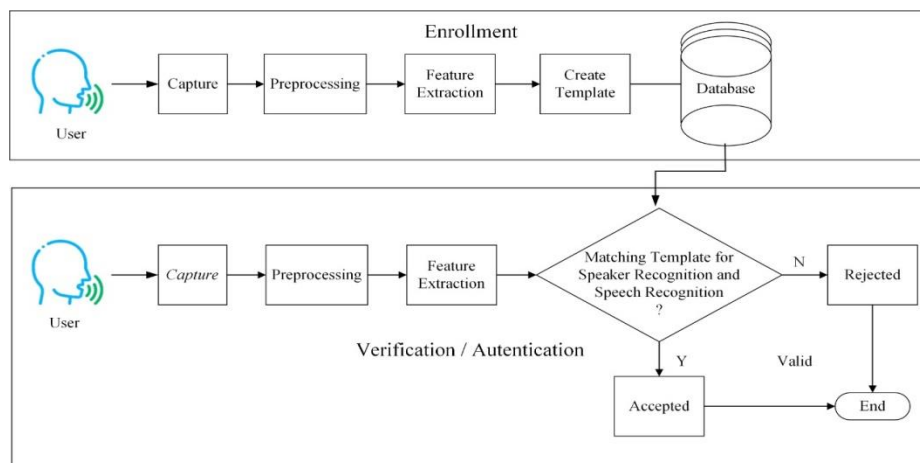 Enrollment
Capture
Preprocessing
Feature
Extraction
Create
Template
Database
User
Capture
Preprocessing
Feature
Extraction
Matching Template for
Speaker Recognition and
Speech Recognition
?
N
Rejected
User
Verification / Autentication
Y
Valid
Accepted
End